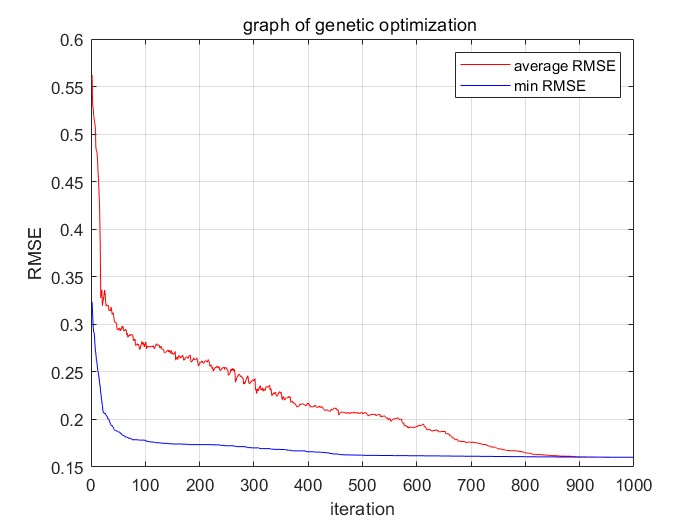 graph of genetic optimization
0.6
0.55
0.5
0.45
0.4
0.35
0.3
0.25
0.2
0.15
RMSE
average RMSE
min RMSE
0 100 200 300 400 500 600 700 800 900 1000
iteration